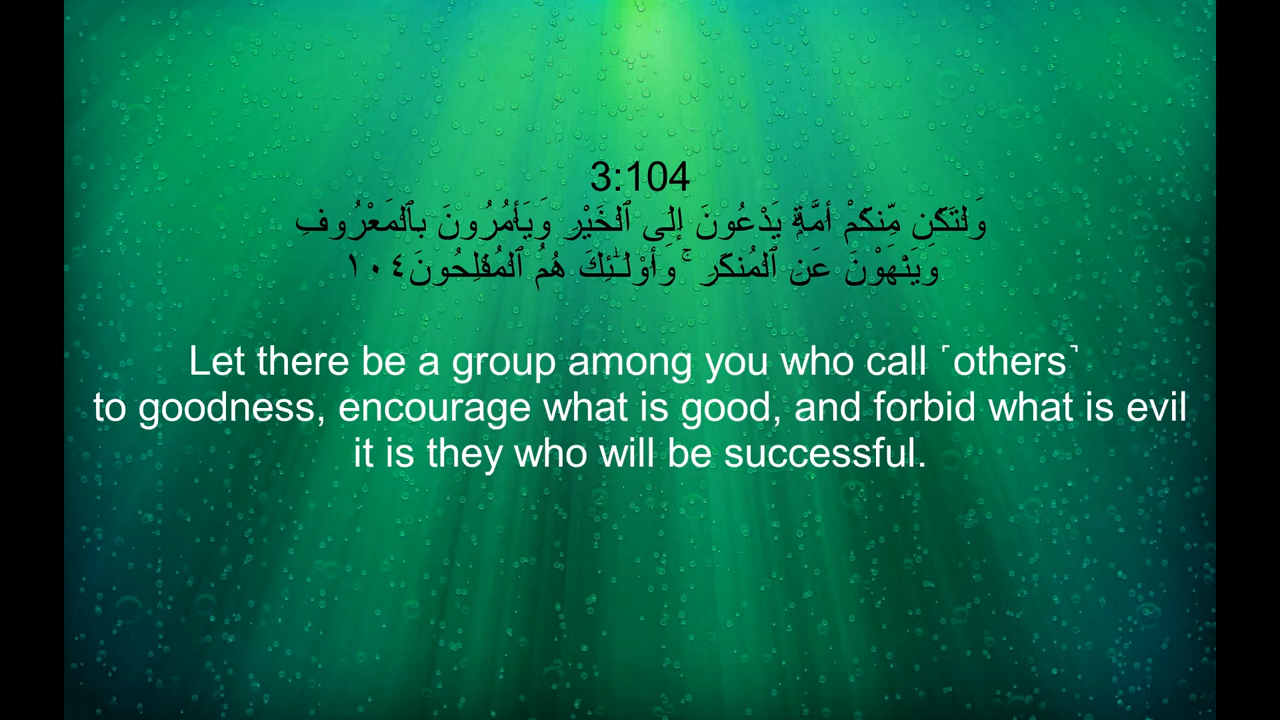 3:104
وَلْتَكُن مِّنكُمْ أُمَّةٌ يَدْعُونَ إِلَى ٱلْخَيْرِ وَيَأْمُرُونَ بِٱلْمَعْرُوفِ
وَيَنْهَوْنَ عَنِ ٱلْمُنكَرِ ۚ وَأُو۟لَـٰٓئِكَ هُمُ ٱلْمُفْلِحُونَ ١٠٤
Let there be a group among you who call ˹others˺
to goodness, encourage what is good, and forbid what is evil
it is they who will be successful.